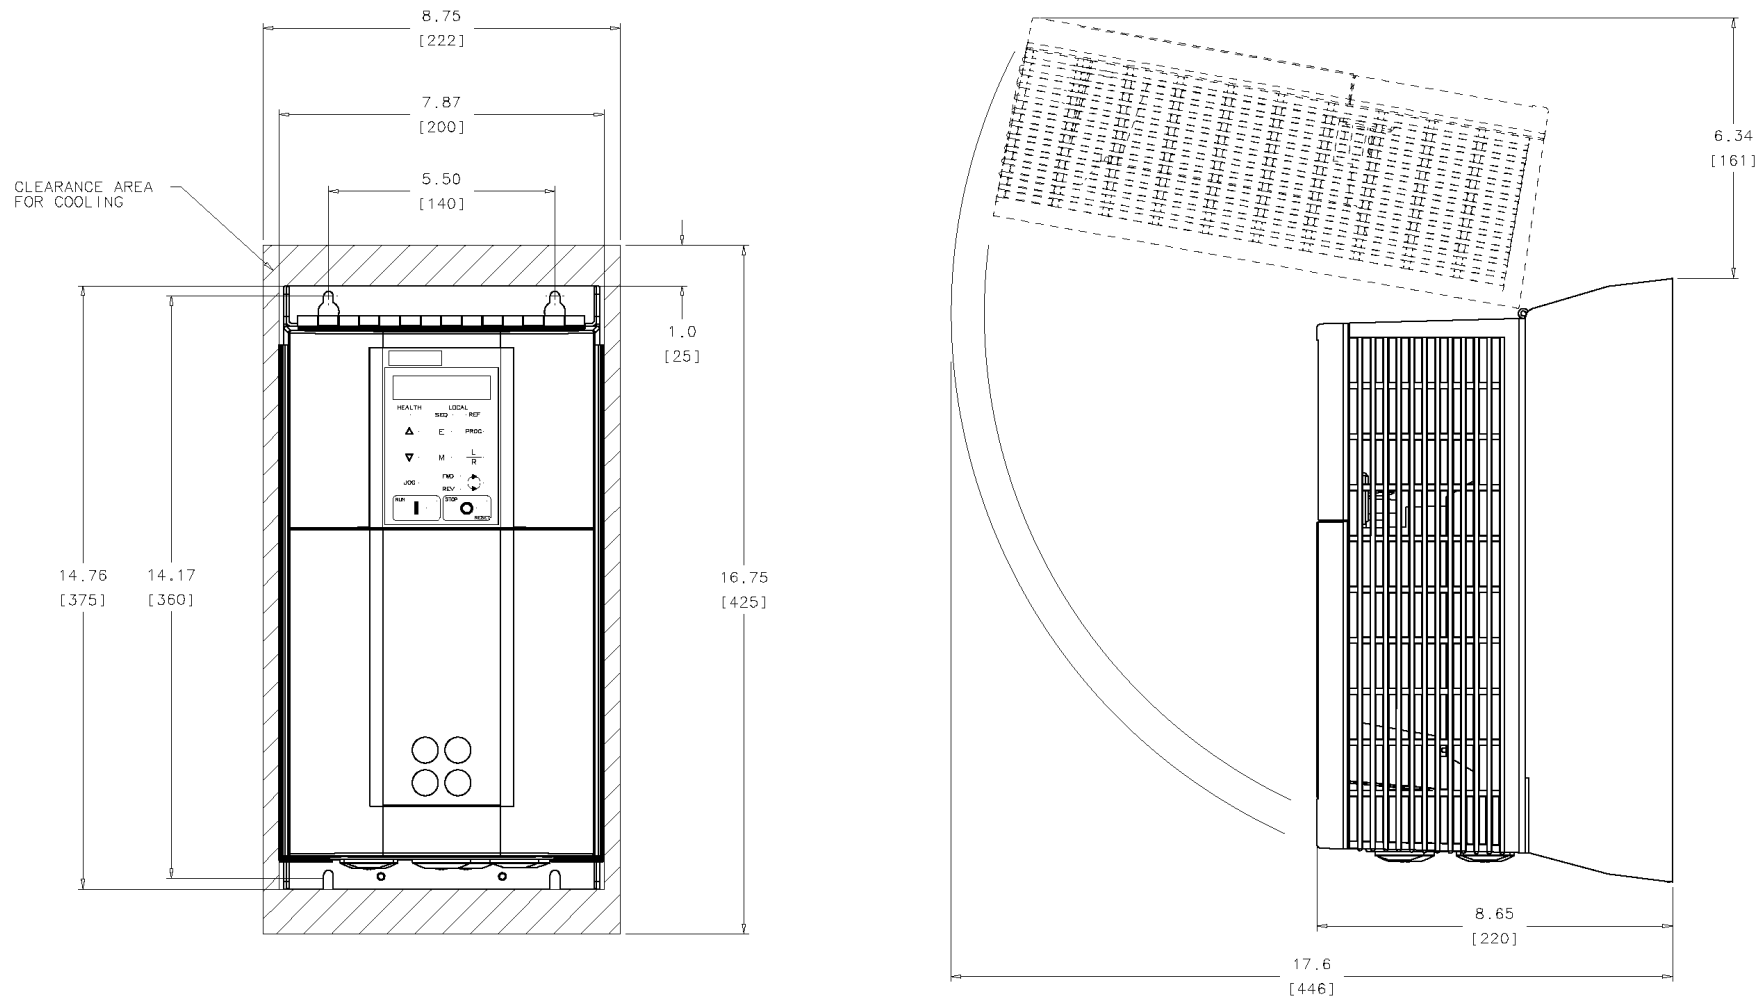 8.75
[222]
7.87
[200]
5.50
[140]
CLEARANCE AREA
FOR COOLING
1.0
[25]
14.76
[375]
14.17
[360]
16.75
[425]
HEALTH LOCAL
SEQ REF
E PROG
M L
R
JOG
FWD
REV
RUN STOP
RESET
6.34
[161]
8.65
[220]
17.6
[446]